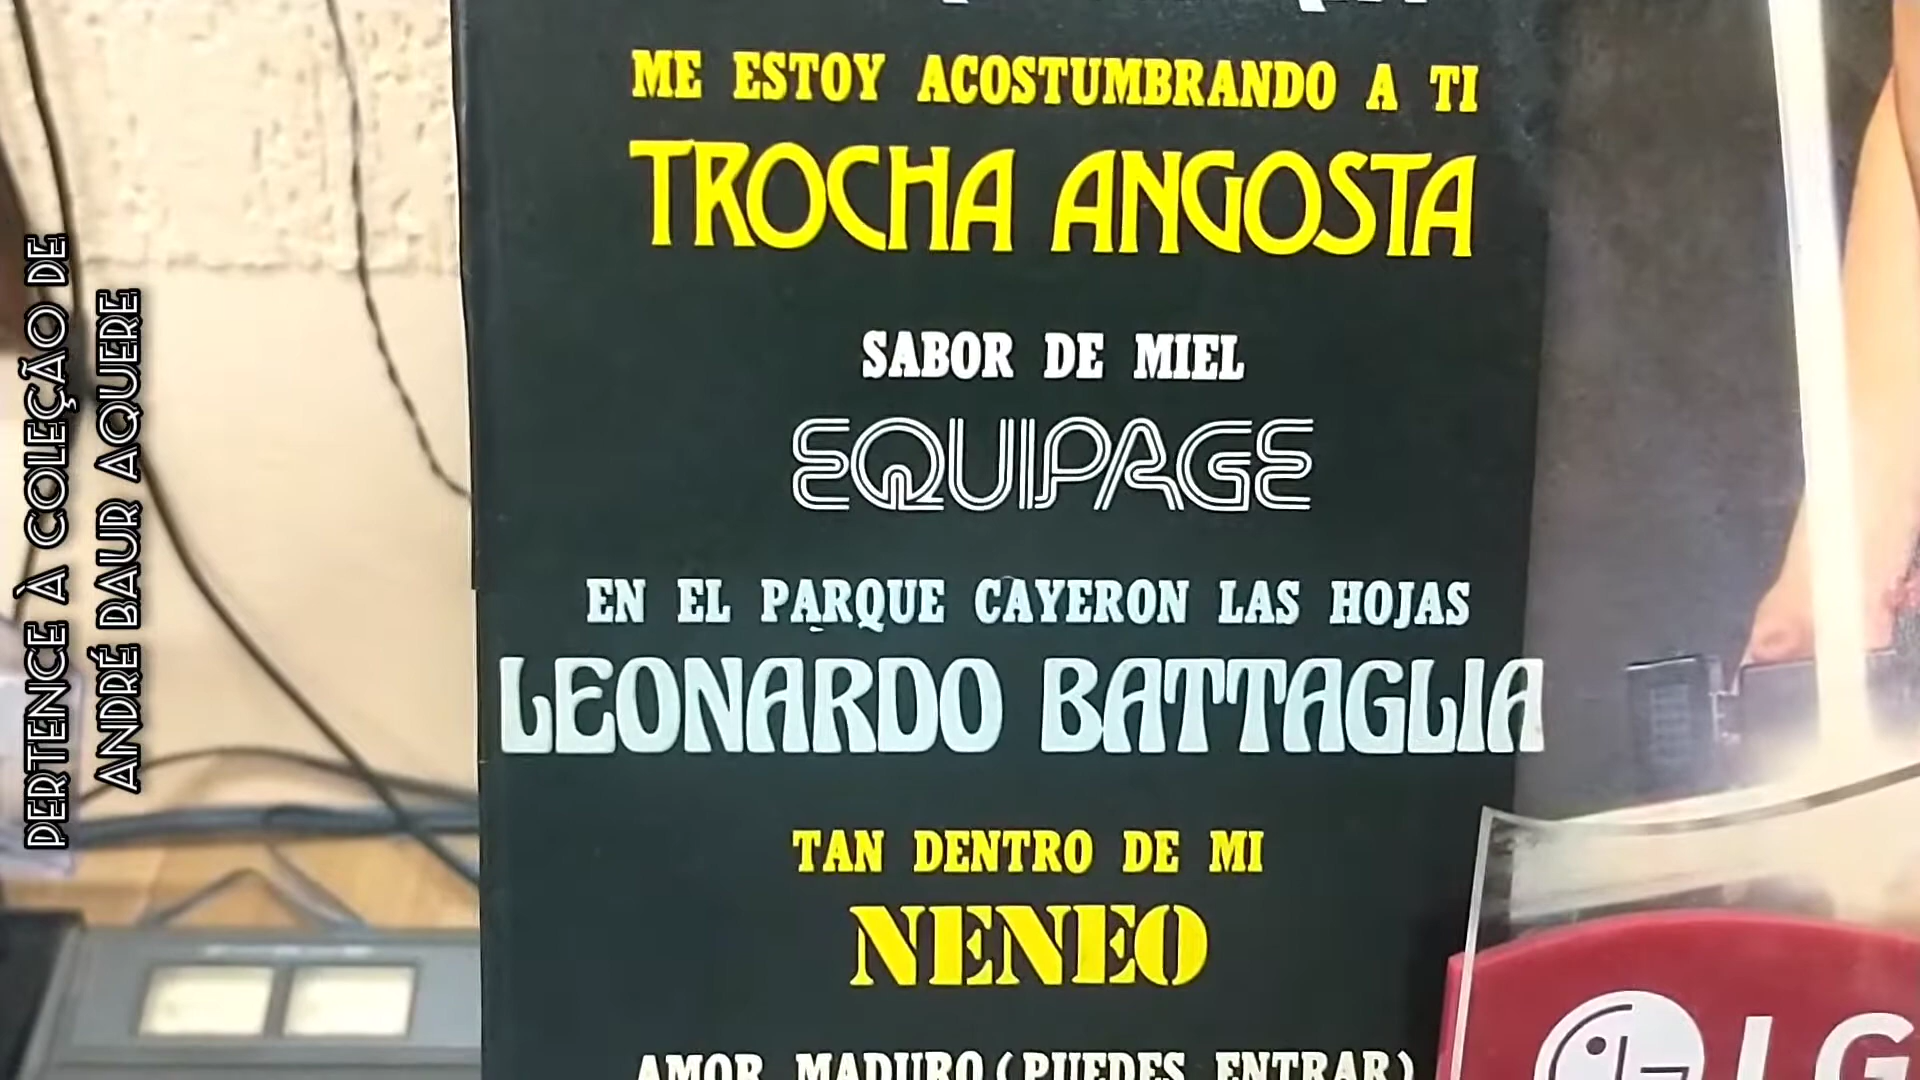 ME ESTOY ACOSTUMBRANDO A TI
TROCHA ANGOSTA
SABOR DE MIEL
EQUIPAGE
EN EL PARQUE CAYERON LAS HOJAS
LEONARDO BATTAGLIA
TAN DENTRO DE MI
NENEO
AMOR MADURO (PUEDES ENTRAR)
PERTENCE À COLEÇÃO DE
ANDRÉ BAUR AQUERE
LG